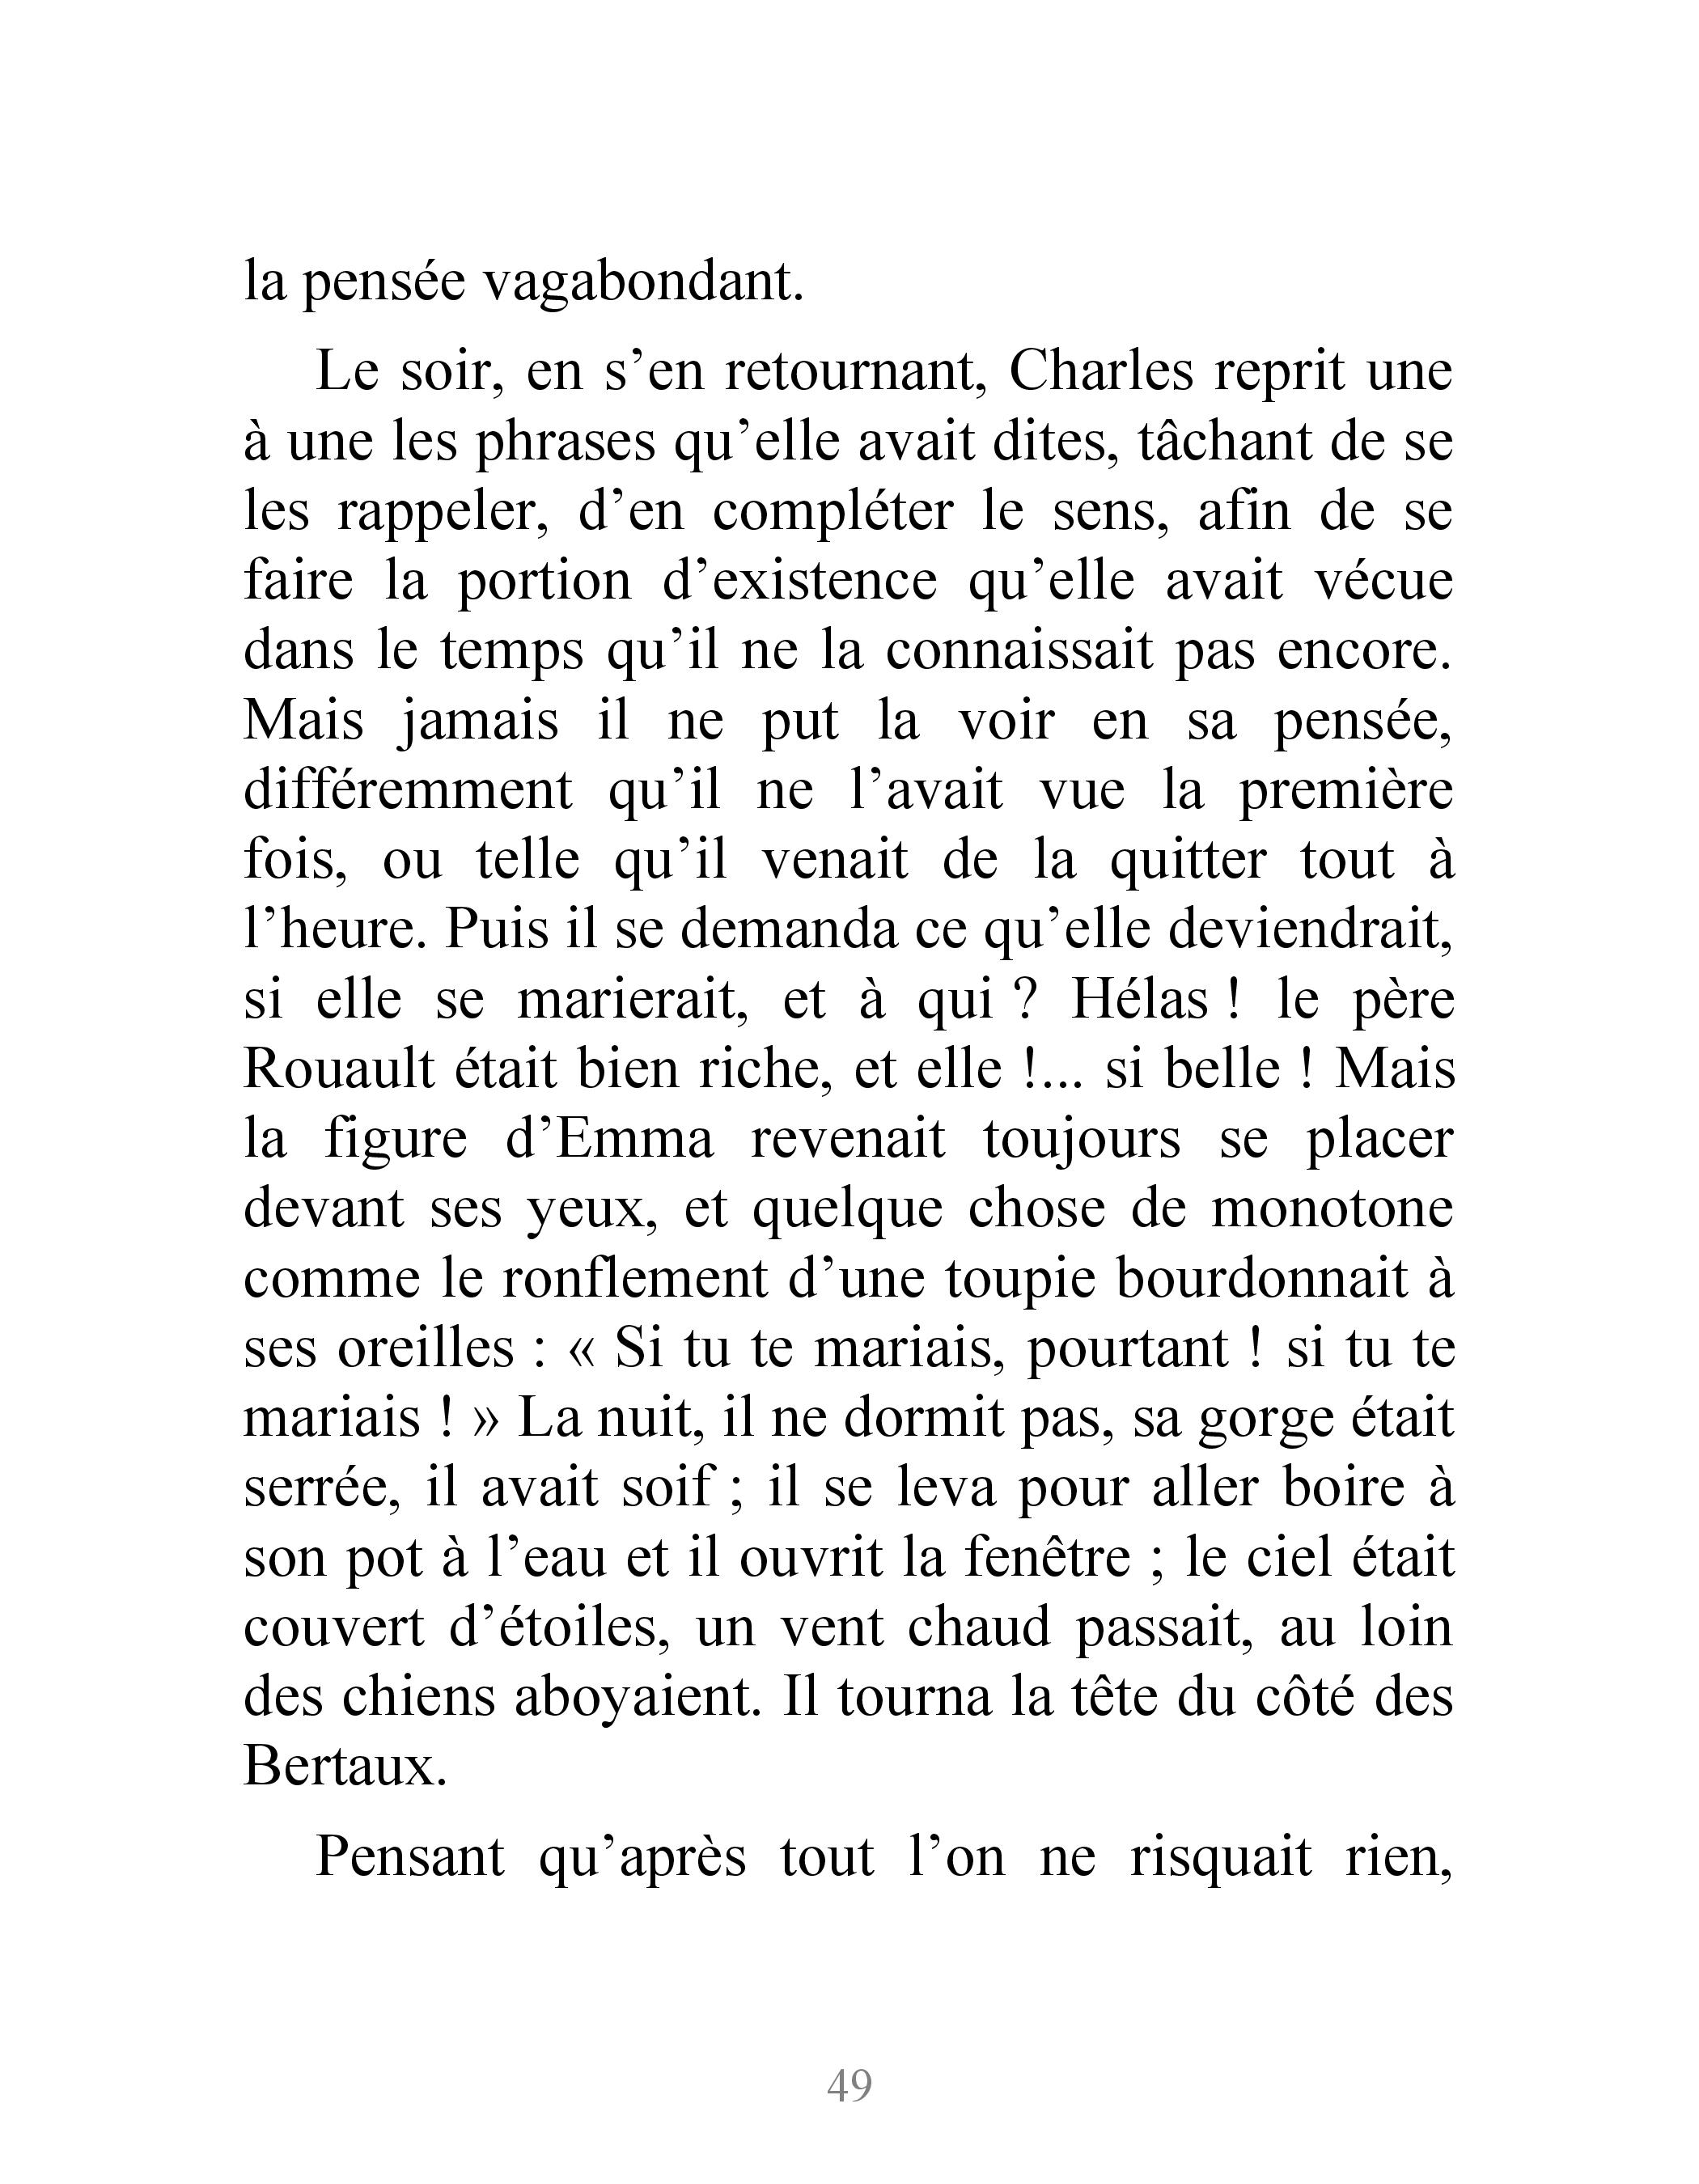 la pensée vagabondant.
Le soir, en s’en retournant, Charles reprit une
à une les phrases qu’elle avait dites, tâchant de se
les rappeler, d’en compléter le sens, afin de se
faire la portion d’existence qu’elle avait vécue
dans le temps qu’il ne la connaissait pas encore.
Mais jamais il ne put la voir en sa pensée,
différemment qu’il ne l’avait vue la première
fois, ou telle qu’il venait de la quitter tout à
l’heure. Puis il se demanda ce qu’elle deviendrait,
si elle se marierait, et à qui ? Hélas ! le père
Rouault était bien riche, et elle !... si belle ! Mais
la figure d’Emma revenait toujours se placer
devant ses yeux, et quelque chose de monotone
comme le ronflement d’une toupie bourdonnait à
ses oreilles : « Si tu te mariais, pourtant ! si tu te
mariais ! » La nuit, il ne dormit pas, sa gorge était
serrée, il avait soif ; il se leva pour aller boire à
son pot à l’eau et il ouvrit la fenêtre ; le ciel était
couvert d’étoiles, un vent chaud passait, au loin
des chiens aboyaient. Il tourna la tête du côté des
Bertaux.
Pensant qu’après tout l’on ne risquait rien,
49